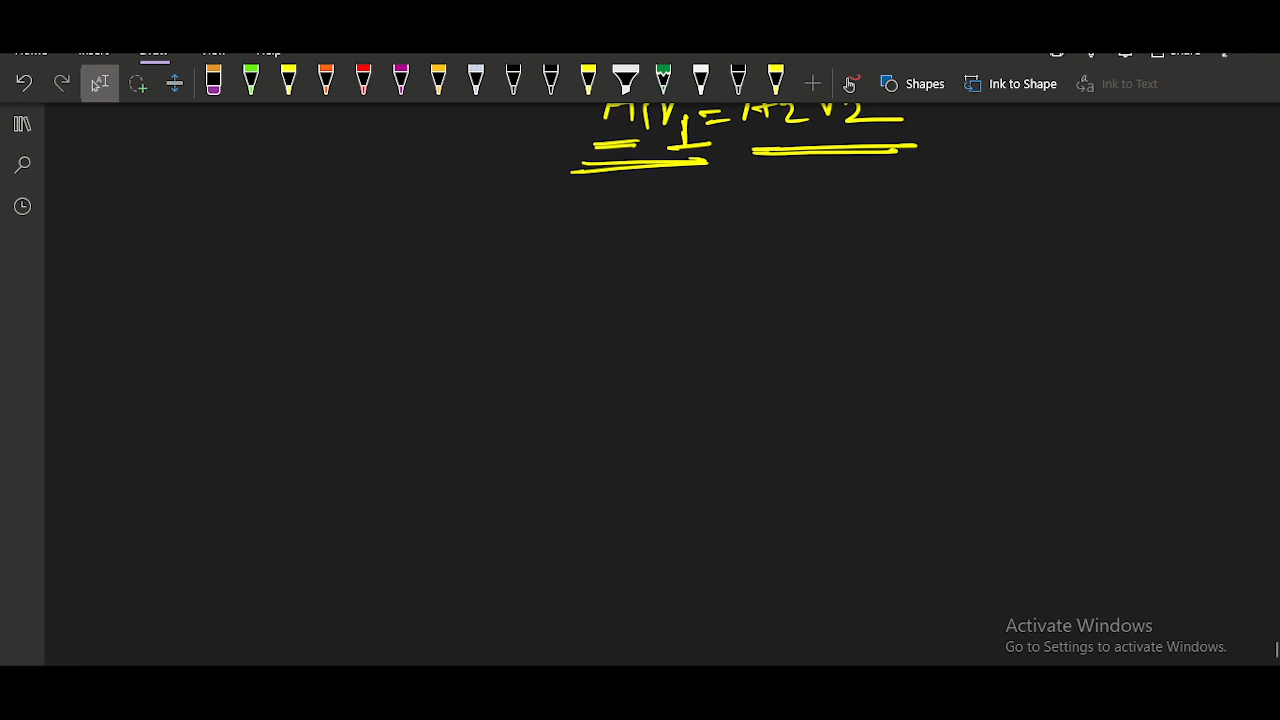 Shapes Ink to Shape Ink to Text
A1V1 = A2V2
Activate Windows
Go to Settings to activate Windows.